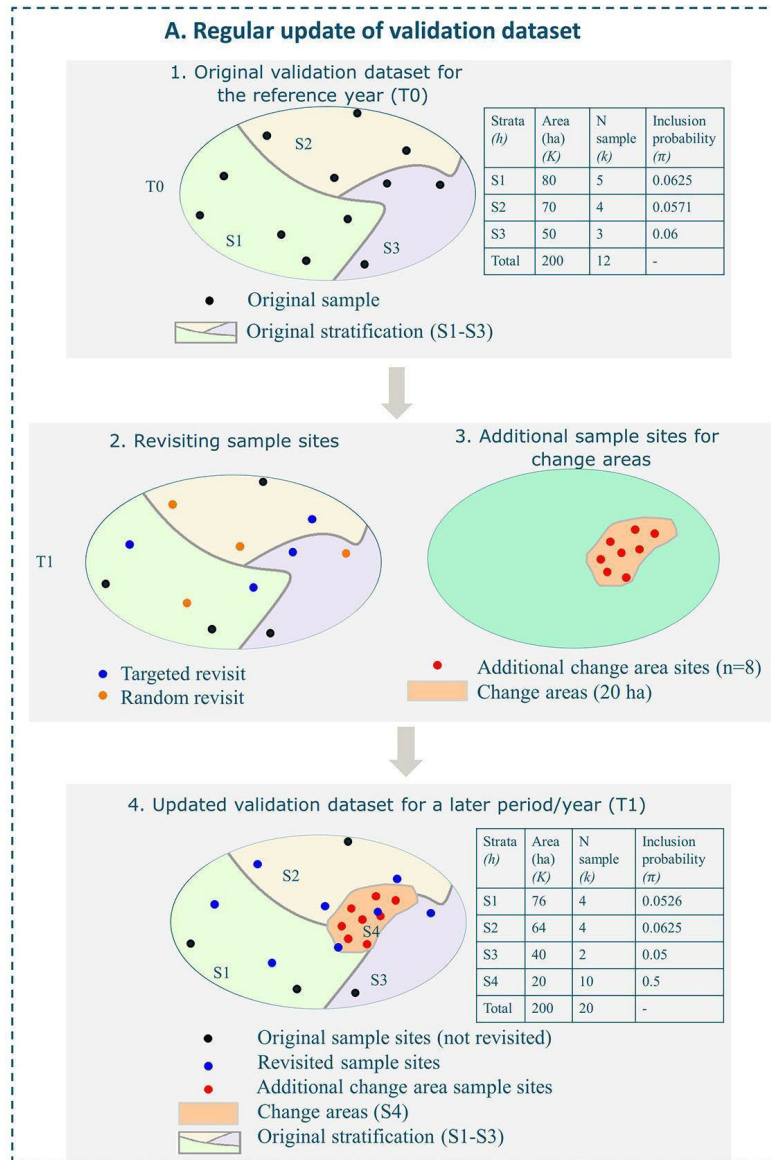 A. Regular update of validation dataset
1. Original validation dataset for
the reference year (T0)
T0
S2
S1
S3
Strata Area N Inclusion
(h) (ha) sample probability
(K) (k) (π)
S1 80 5 0.0625
S2 70 4 0.0571
S3 50 3 0.06
Total 200 12 -
Original sample
Original stratification (S1-S3)
2. Revisiting sample sites
3. Additional sample sites for
change areas
T1
Targeted revisit
Random revisit
Additional change area sites (n=8)
Change areas (20 ha)
4. Updated validation dataset for a later period/year (T1)
S2
S4
S1
S3
Strata Area N Inclusion
(h) (ha) sample probability
(K) (k) (π)
S1 76 4 0.0526
S2 64 4 0.0625
S3 40 2 0.05
S4 20 10 0.5
Total 200 20 -
Original sample sites (not revisited)
Revisited sample sites
Additional change area sample sites
Change areas (S4)
Original stratification (S1-S3)